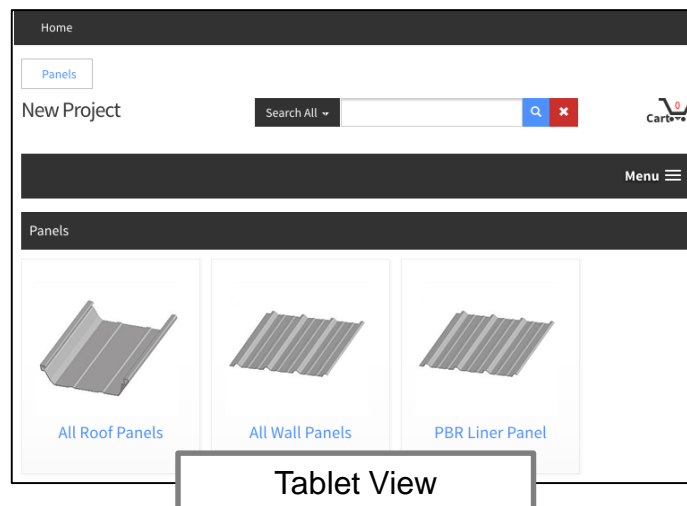 Home
Panels
New Project
Search All
0
Cart
Menu
Panels
All Roof Panels
All Wall Panels
PBR Liner Panel
Tablet View